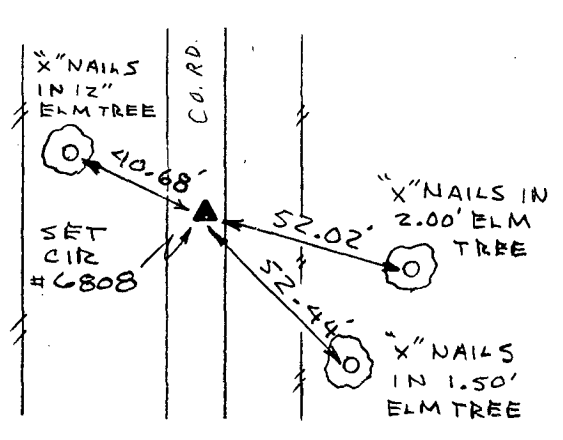 "X" NAILS
IN 12"
ELM TREE
CO. RD.
40.68'
SET
CIR
#6808
52.02'
"X" NAILS IN
2.00' ELM
TREE
52.44'
"X" NAILS
IN 1.50'
ELM TREE